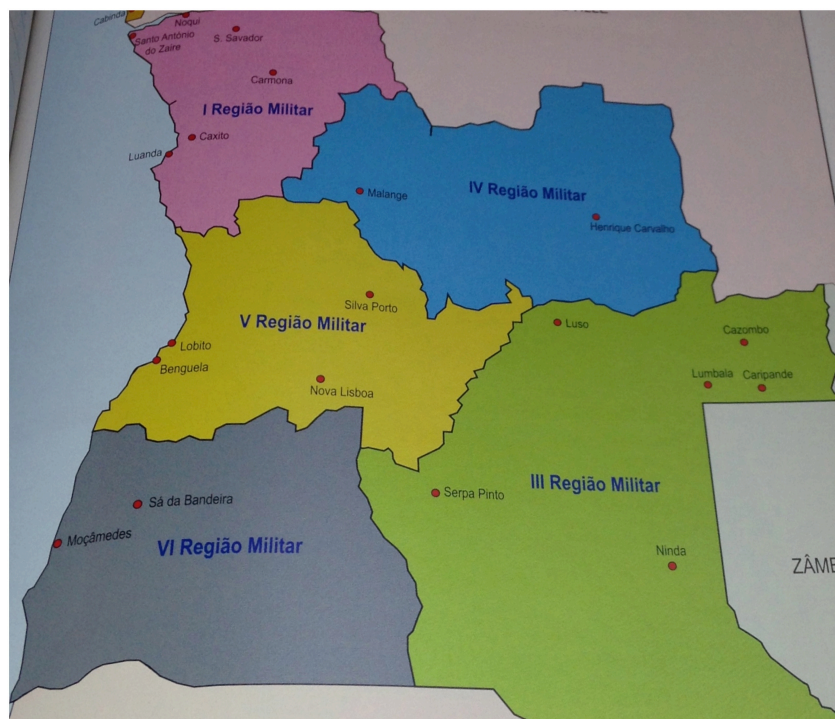 Cabinda
Noqui
Santo António
do Zaire
S. Savador
Carmona
I Região Militar
Caxito
Luanda
Malange
IV Região Militar
Henrique Carvalho
Silva Porto
V Região Militar
Luso
Cazombo
Lobito
Benguela
Nova Lisboa
Lumbala
Caripande
III Região Militar
Serpa Pinto
Sá da Bandeira
Moçâmedes
VI Região Militar
Ninda
ZÂMB